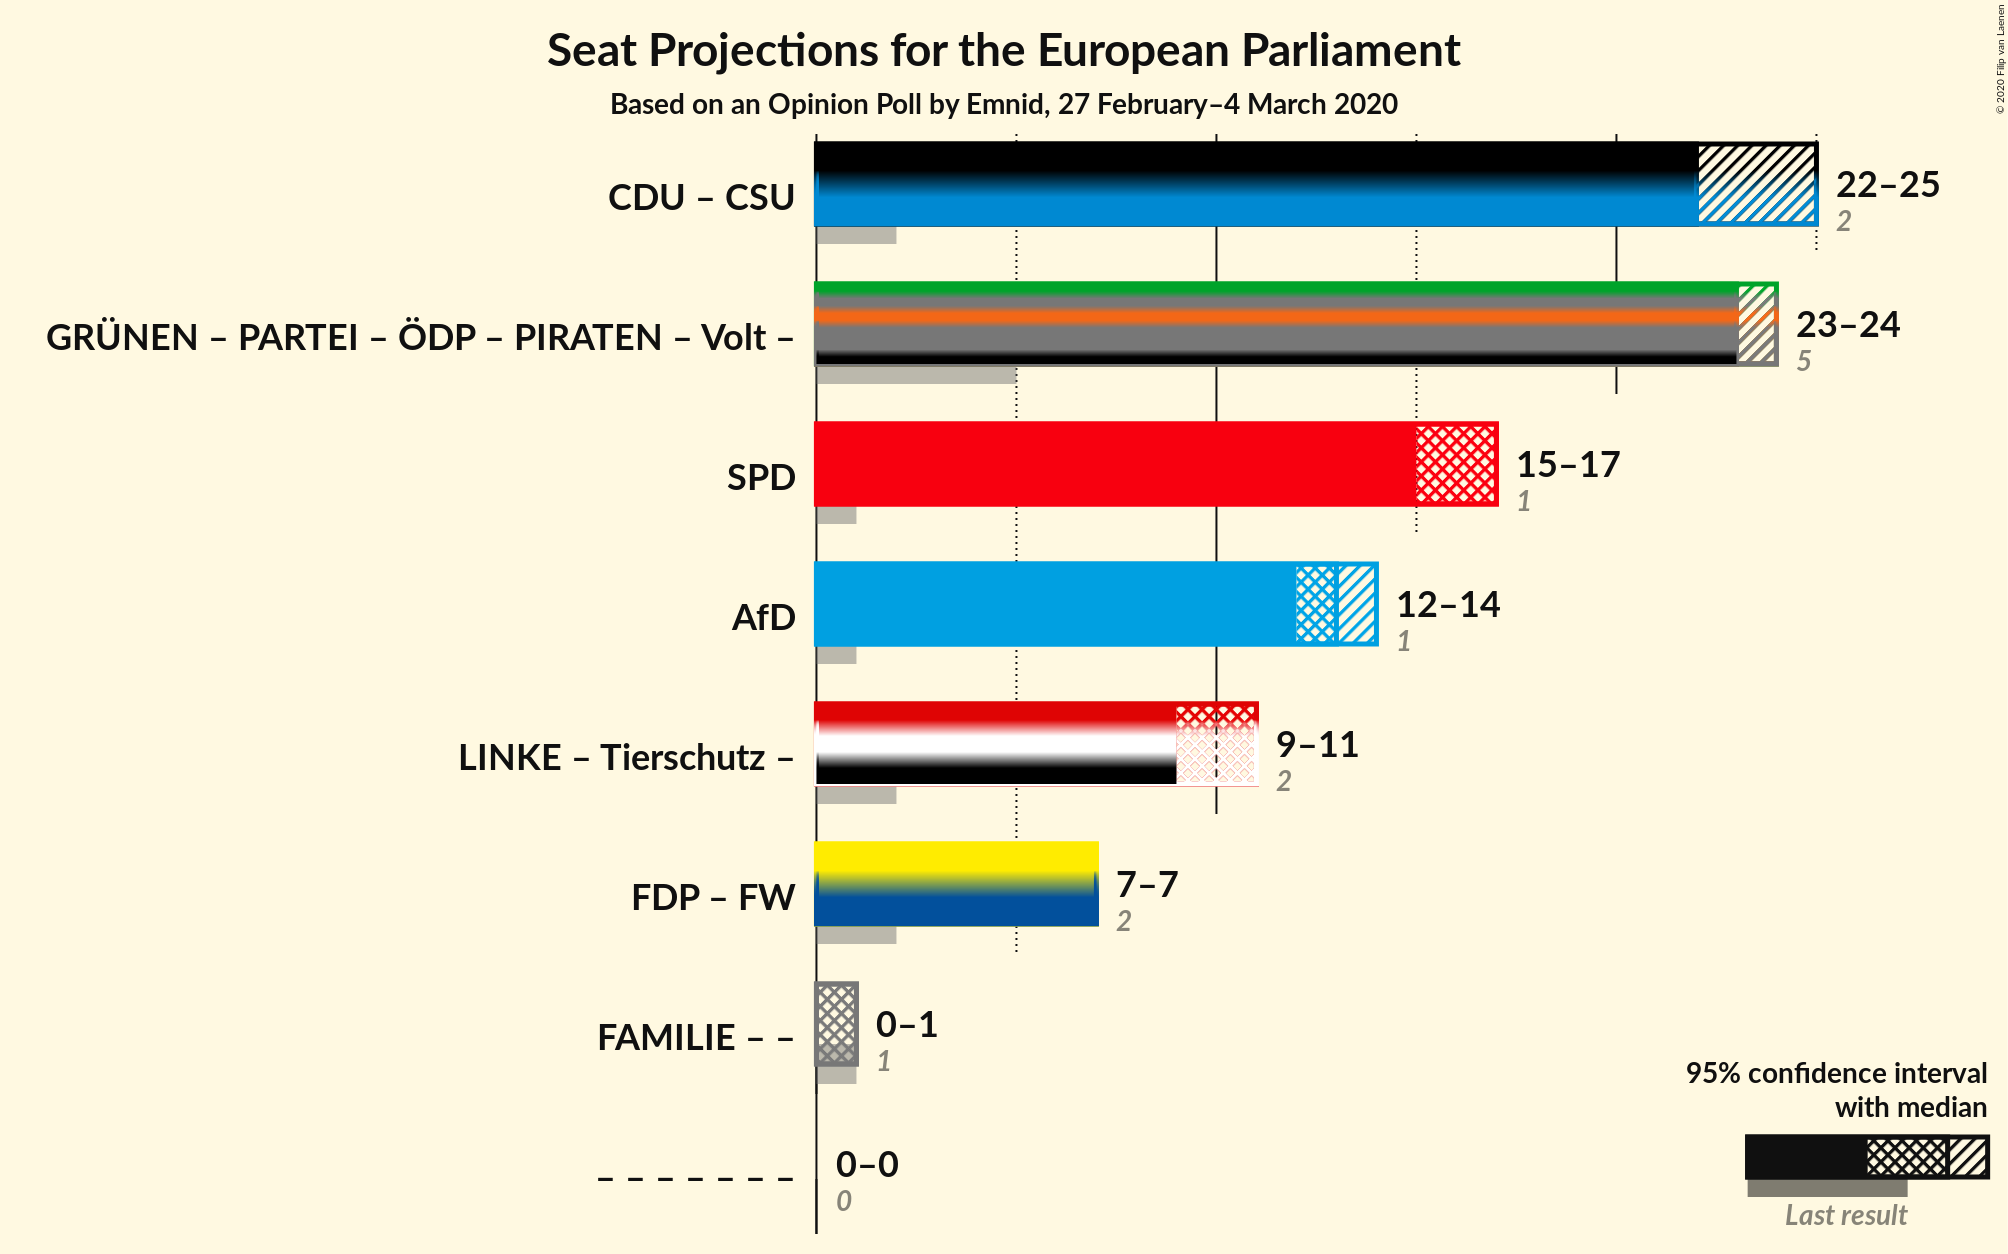 Seat Projections for the European Parliament
Based on an Opinion Poll by Emnid, 27 February–4 March 2020
© 2020 Filip van Laenen
CDU – CSU
22–25
2
GRÜNEN – PARTEI – ÖDP – PIRATEN – Volt –
23–24
5
SPD
15–17
1
AfD
12–14
1
LINKE – Tierschutz –
9–11
2
FDP – FW
7–7
2
FAMILIE – –
0–1
1
– – – – – – –
0–0
0
95% confidence interval
with median
Last result